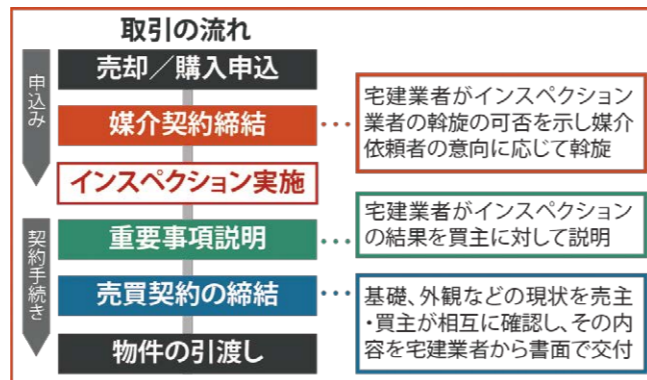 取引の流れ
申込み
売却／購入申込
媒介契約締結
宅建業者がインスペクション
業者の斡旋の可否を示し媒介
依頼者の意向に応じて斡旋
インスペクション実施
契約手続き
重要事項説明
宅建業者がインスペクション
の結果を買主に対して説明
売買契約の締結
基礎、外観などの現状を売主
・買主が相互に確認し、その内
容を宅建業者から書面で交付
物件の引渡し